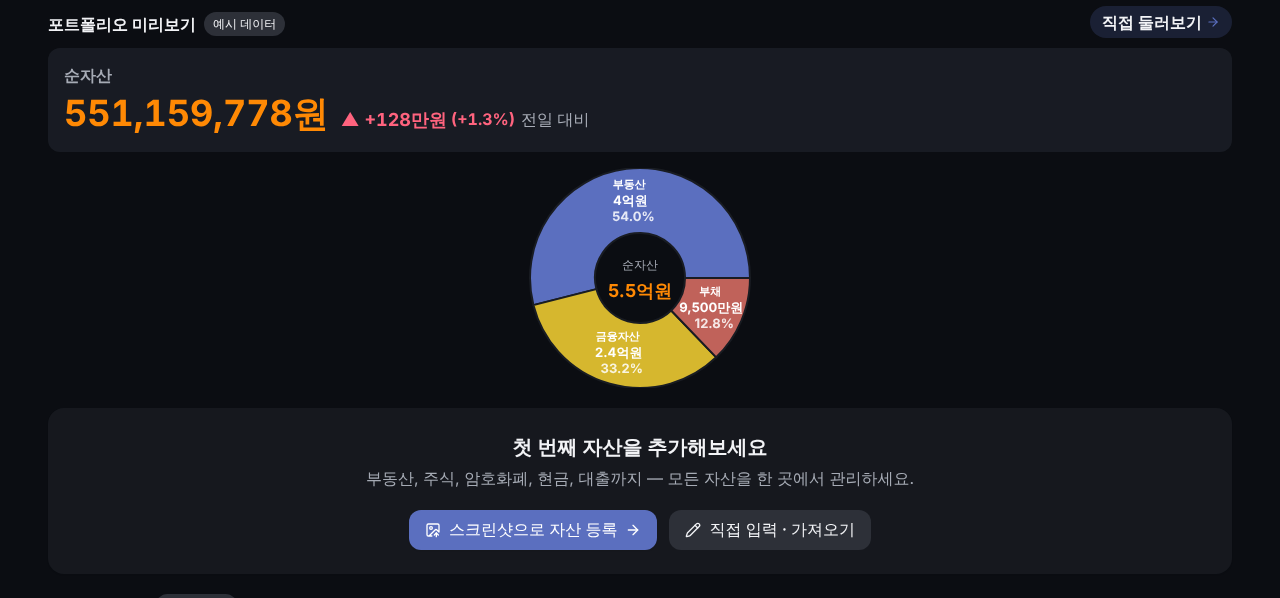 포트폴리오 미리보기 예시 데이터
직접 둘러보기 →
순자산
551,159,778원 ▲ +128만원 (+1.3%) 전일 대비
부동산
4억원
54.0%
순자산
5.5억원
부채
9,500만원
12.8%
금융자산
2.4억원
33.2%
첫 번째 자산을 추가해보세요
부동산, 주식, 암호화폐, 현금, 대출까지 — 모든 자산을 한 곳에서 관리하세요.
스크린샷으로 자산 등록 →
직접 입력 · 가져오기